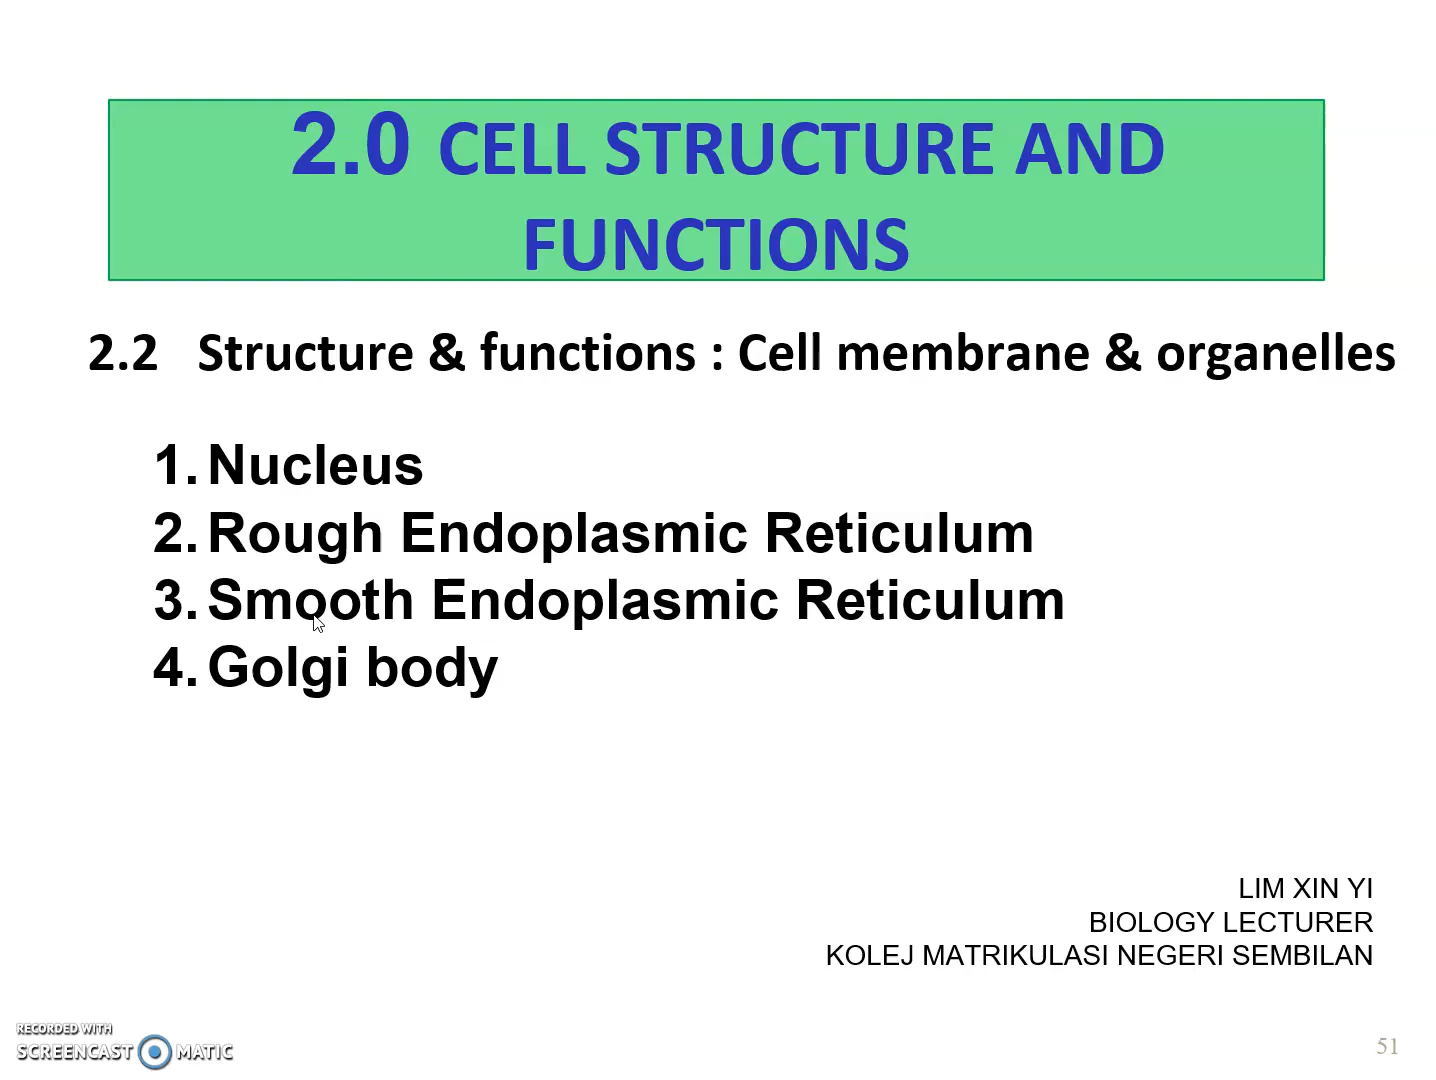 2.0 CELL STRUCTURE AND
FUNCTIONS
2.2 Structure & functions : Cell membrane & organelles
1. Nucleus
2. Rough Endoplasmic Reticulum
3. Smooth Endoplasmic Reticulum
4. Golgi body
LIM XIN YI
BIOLOGY LECTURER
KOLEJ MATRIKULASI NEGERI SEMBILAN
RECORDED WITH
SCREENCAST MATIC
51